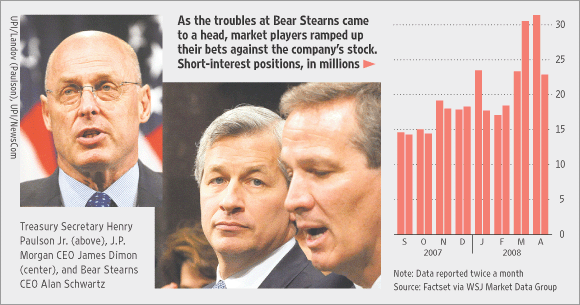 UPI/Landov (Paulson), UPI/NewsCom
As the troubles at Bear Stearns came
to a head, market players ramped up
their bets against the company's stock.
Short-interest positions, in millions ►
Treasury Secretary Henry
Paulson Jr. (above), J.P.
Morgan CEO James Dimon
(center), and Bear Stearns
CEO Alan Schwartz
30
25
20
15
10
5
0
S O N D J F M A
2007 2008
Note: Data reported twice a month
Source: Factset via WSJ Market Data Group